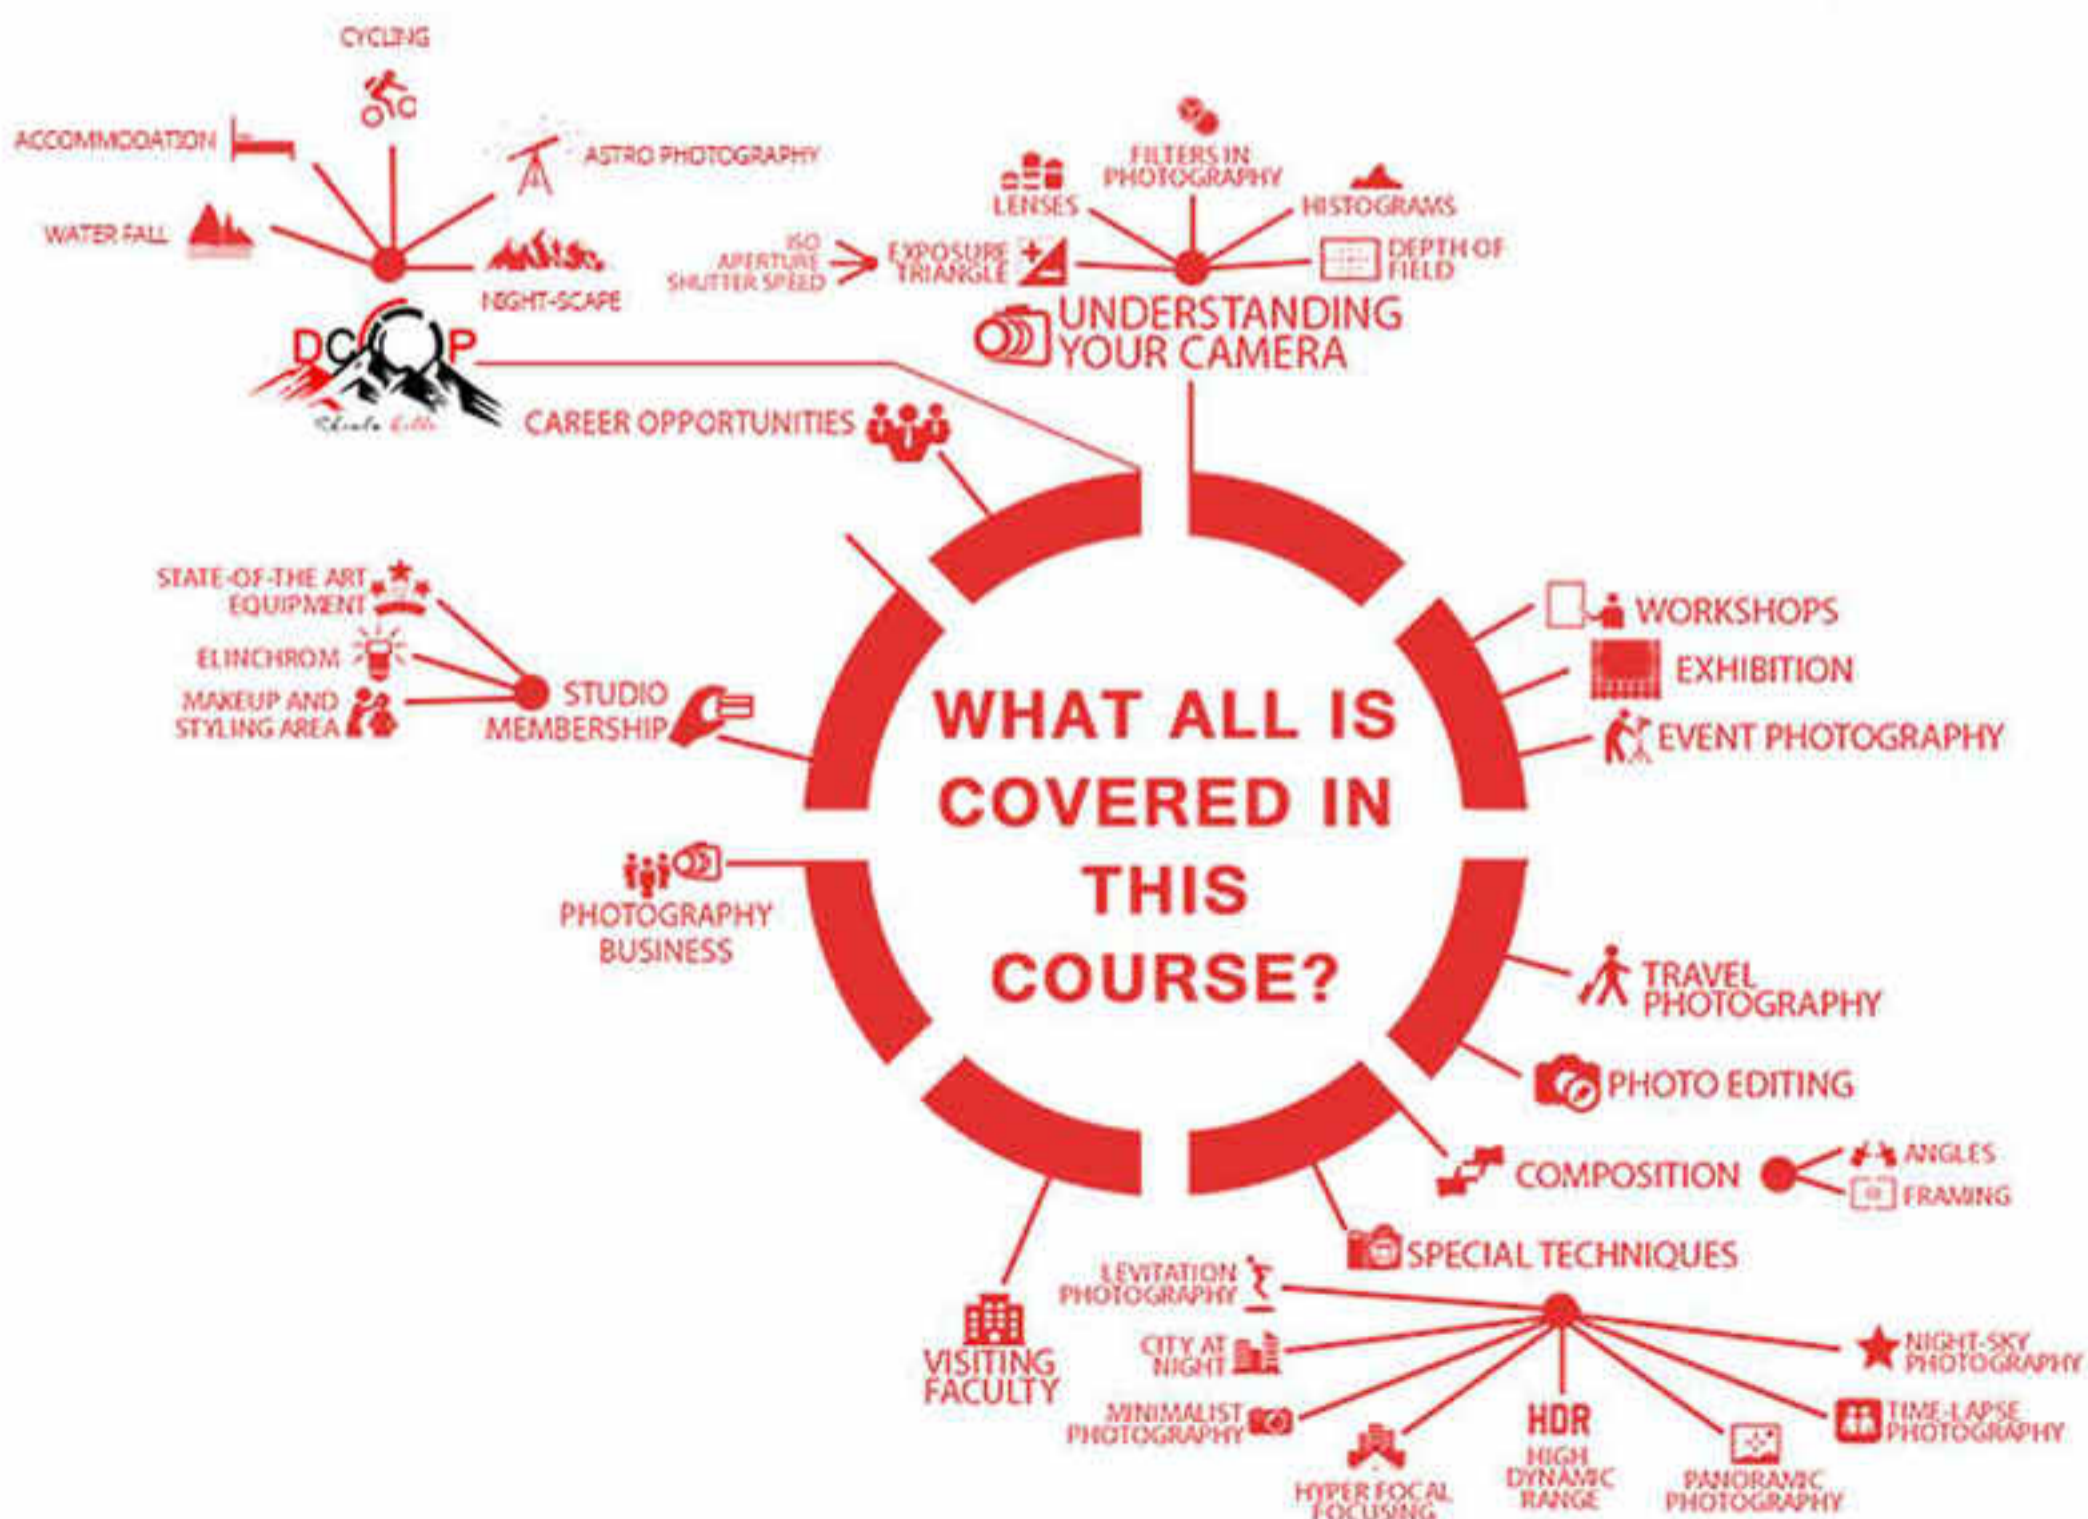 CYCLING
ACCOMMODATION
ASTRO PHOTOGRAPHY
WATER FALL
NIGHT-SCAPE
DCOP
FILTERS IN
PHOTOGRAPHY
LENSES
HISTOGRAMS
ISO
APERTURE
SHUTTER SPEED
EXPOSURE
TRIANGLE
DEPTH OF
FIELD
UNDERSTANDING
YOUR CAMERA
CAREER OPPORTUNITIES
STATE-OF-THE ART
EQUIPMENT
ELINCHROM
MAKEUP AND
STYLING AREA
STUDIO
MEMBERSHIP
WORKSHOPS
EXHIBITION
EVENT PHOTOGRAPHY
WHAT ALL IS
COVERED IN
THIS
COURSE?
PHOTOGRAPHY
BUSINESS
TRAVEL
PHOTOGRAPHY
PHOTO EDITING
COMPOSITION
ANGLES
FRAMING
SPECIAL TECHNIQUES
VISITING
FACULTY
LEVITATION
PHOTOGRAPHY
CITY AT
NIGHT
MINIMALIST
PHOTOGRAPHY
HYPER FOCAL
FOCUSING
HDR
HIGH
DYNAMIC
RANGE
PANORAMIC
PHOTOGRAPHY
TIME-LAPSE
PHOTOGRAPHY
NIGHT-SKY
PHOTOGRAPHY